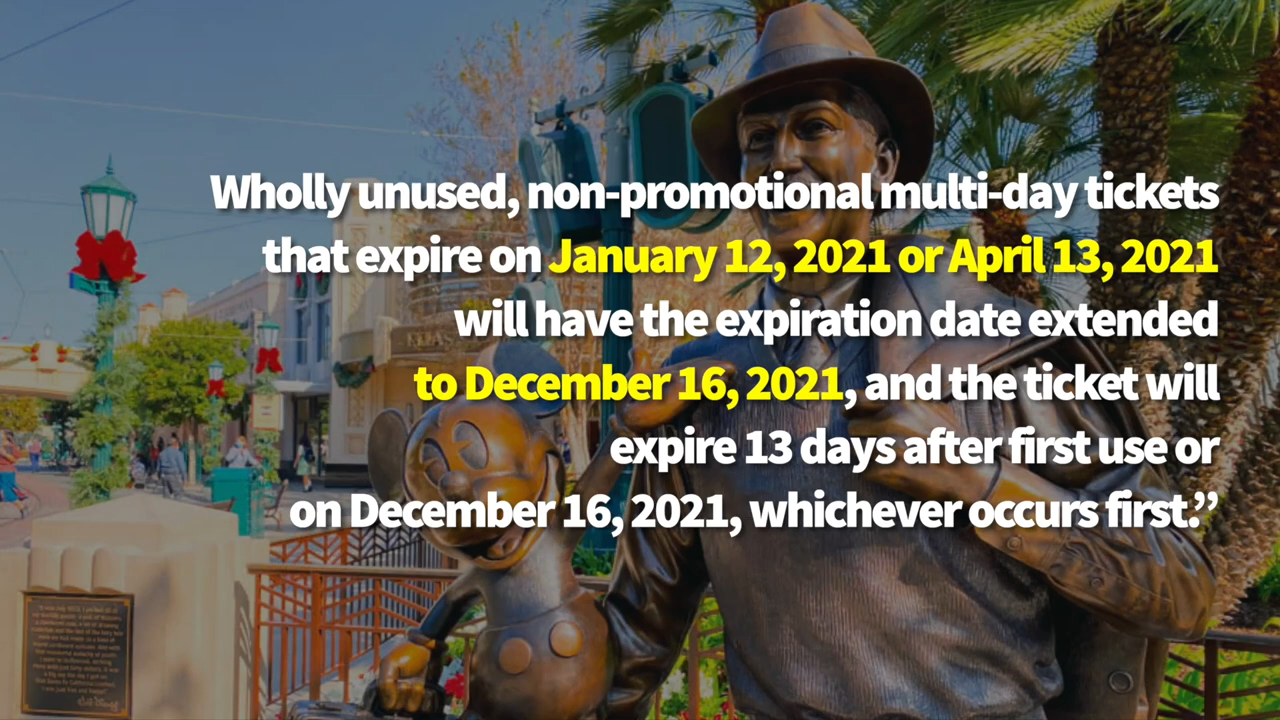 Wholly unused, non-promotional multi-day tickets
that expire on January 12, 2021 or April 13, 2021
will have the expiration date extended
to December 16, 2021, and the ticket will
expire 13 days after first use or
on December 16, 2021, whichever occurs first.”